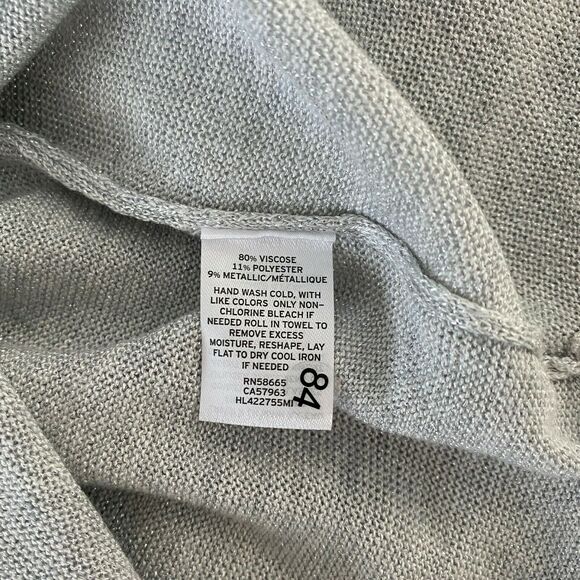 80% VISCOSE
11% POLYESTER
9% METALLIC/MÉTALLIQUE
HAND WASH COLD, WITH
LIKE COLORS ONLY NON-
CHLORINE BLEACH IF
NEEDED ROLL IN TOWEL TO
REMOVE EXCESS
MOISTURE, RESHAPE, LAY
FLAT TO DRY COOL IRON
IF NEEDED
RN58665
CA57963
HL422755MI
84